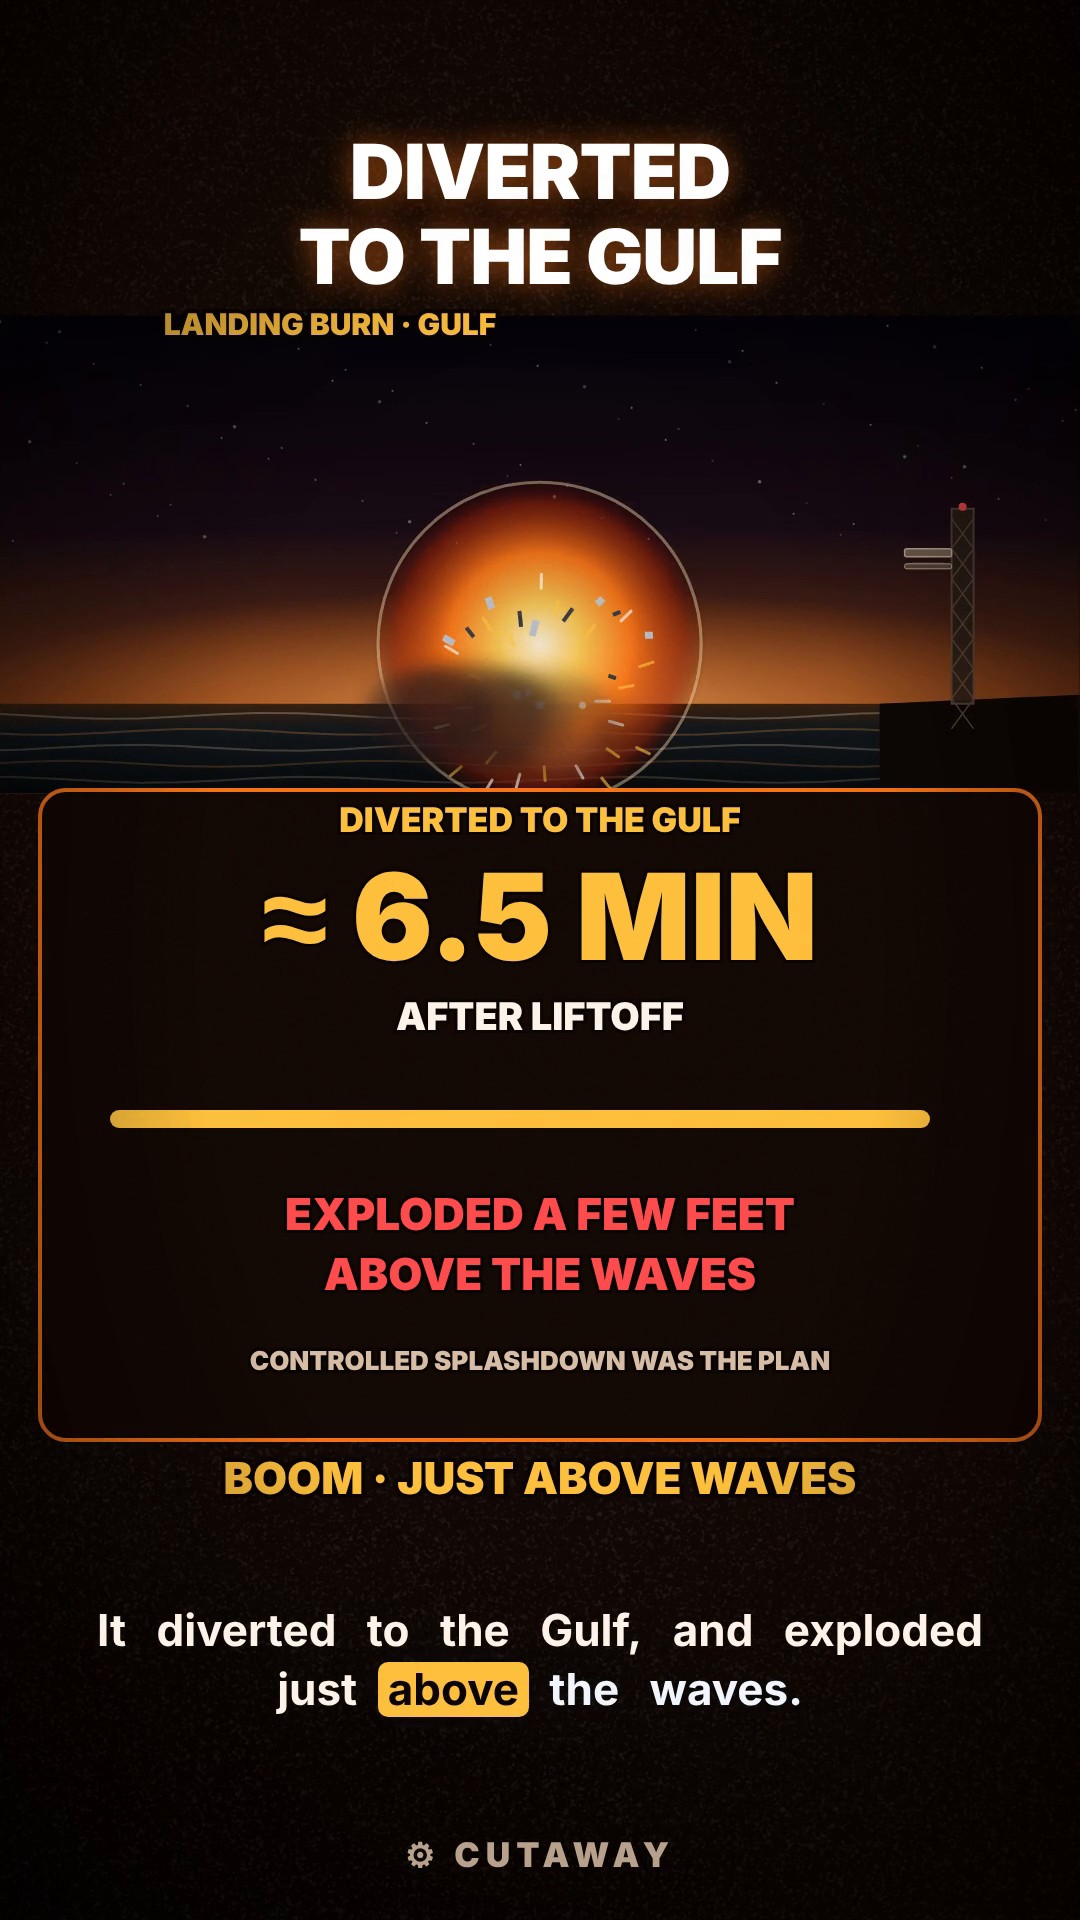 DIVERTED
TO THE GULF
LANDING BURN · GULF
DIVERTED TO THE GULF
≈ 6.5 MIN
AFTER LIFTOFF
EXPLODED A FEW FEET
ABOVE THE WAVES
CONTROLLED SPLASHDOWN WAS THE PLAN
BOOM · JUST ABOVE WAVES
It diverted to the Gulf, and exploded
just above the waves.
⚙ CUTAWAY